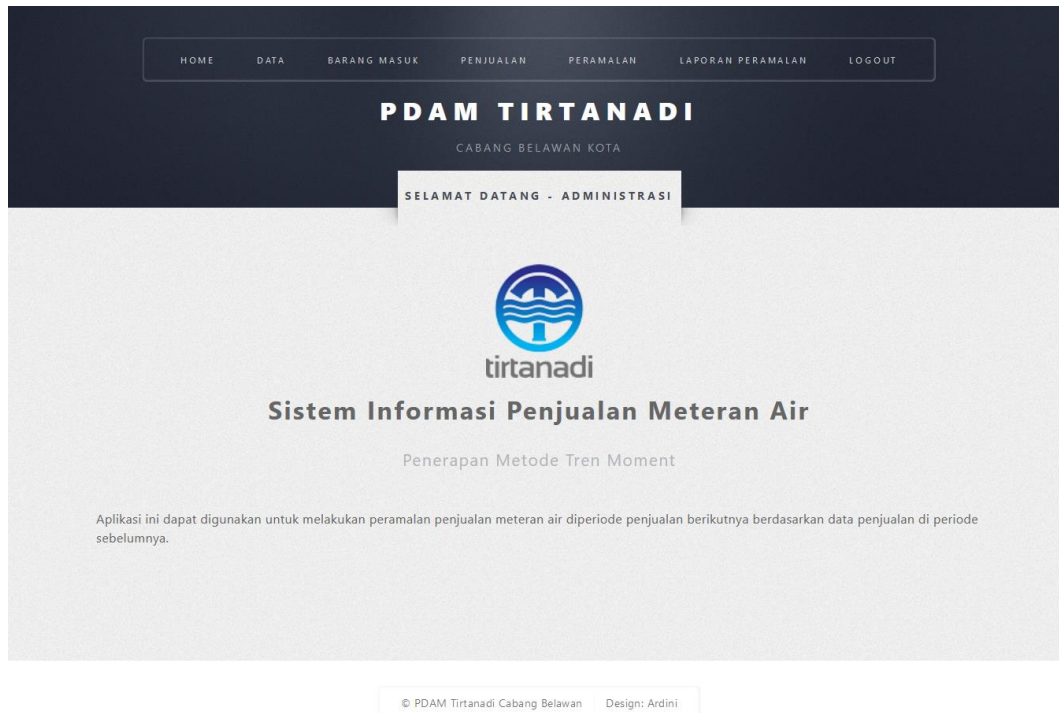 HOME DATA BARANG MASUK PENJUALAN PERAMALAN LAPORAN PERAMALAN LOGOUT
PDAM TIRTANADI
CABANG BELAWAN KOTA
SELAMAT DATANG - ADMINISTRASI
tirtanadi
Sistem Informasi Penjualan Meteran Air
Penerapan Metode Tren Moment
Aplikasi ini dapat digunakan untuk melakukan peramalan penjualan meteran air diperiode penjualan berikutnya berdasarkan data penjualan di periode
sebelumnya.
© PDAM Tirtanadi Cabang Belawan Design: Ardini